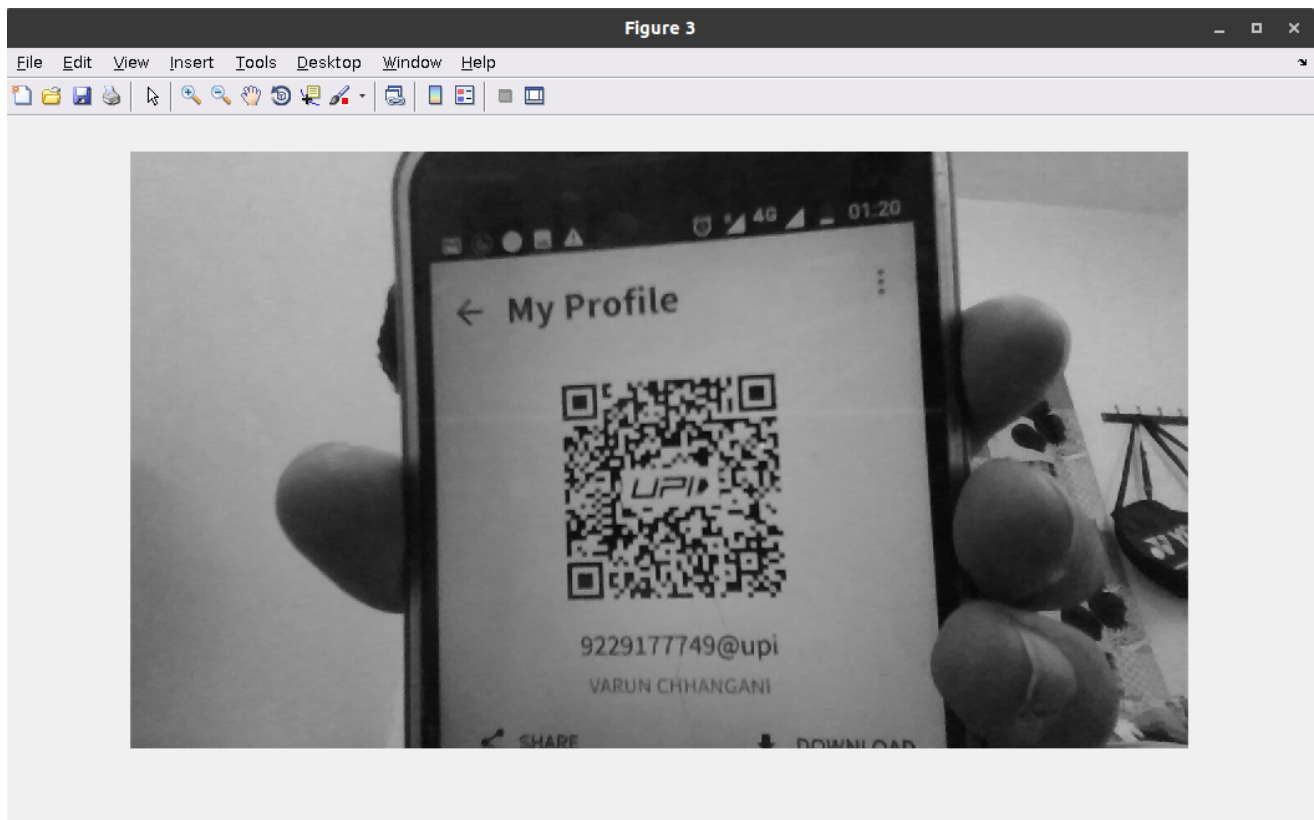 Figure 3
File Edit View Insert Tools Desktop Window Help
4G 01:20
My Profile
UPI
9229177749@upi
VARUN CHHANGANI
SHARE DOWNLOAD